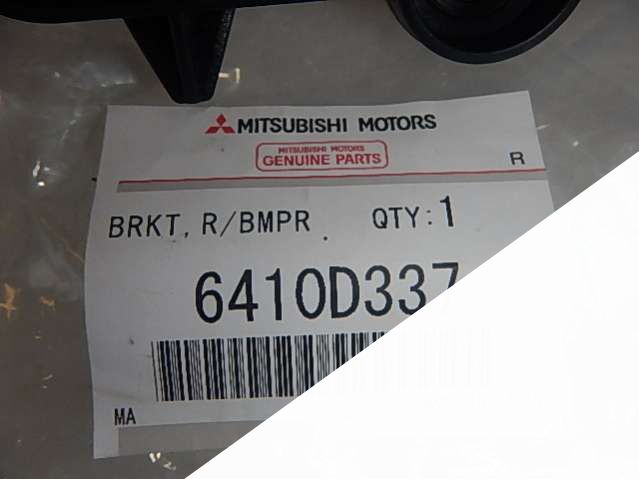 MITSUBISHI MOTORS
MITSUBISHI MOTORS
GENUINE PARTS
R
BRKT, R/BMPR QTY:1
6410D337
MA